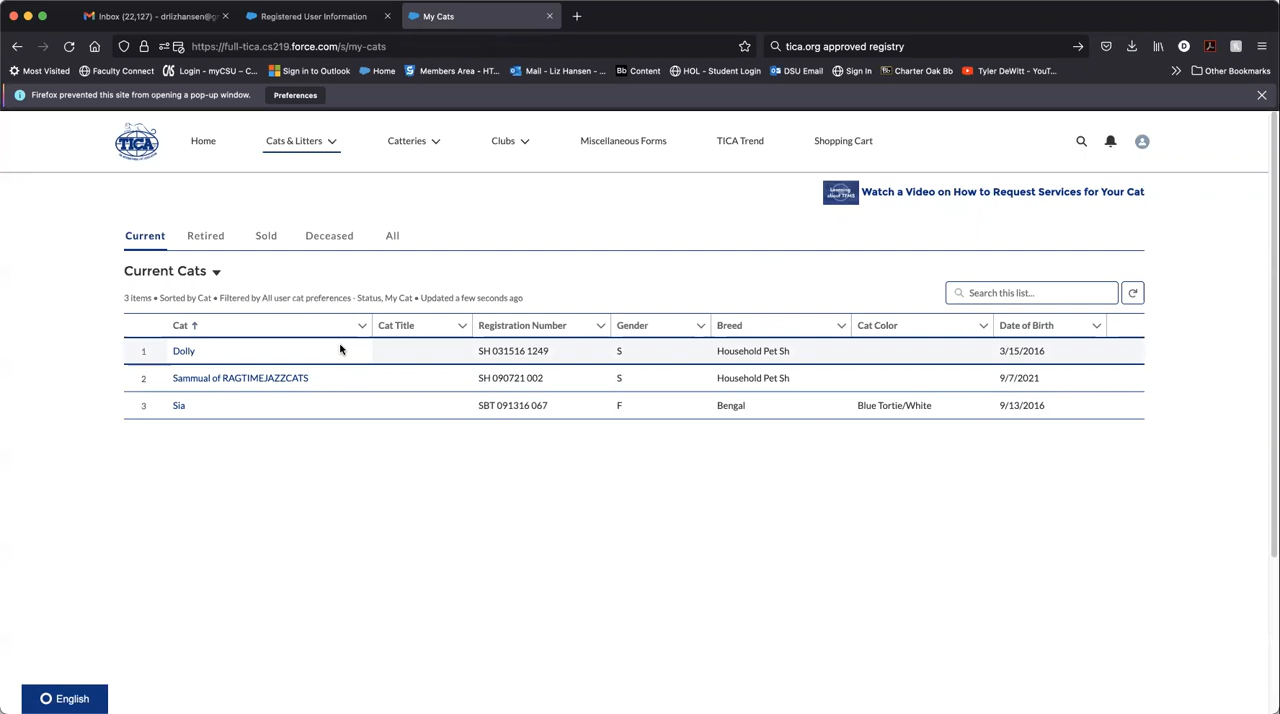 Inbox (22,127) - drlizhansen@g
Registered User Information
My Cats
https://full-tica.cs219.force.com/s/my-cats
tica.org approved registry
Most Visited
Faculty Connect
Login - myCSU – C...
Sign in to Outlook
Home
Members Area - HT...
Mail - Liz Hansen - ...
Bb Content
HOL - Student Login
DSU EMail
Sign In
Charter Oak Bb
Tyler DeWitt - YouT...
Other Bookmarks
Firefox prevented this site from opening a pop-up window.
Preferences
TICA
Home
Cats & Litters
Catteries
Clubs
Miscellaneous Forms
TICA Trend
Shopping Cart
Watch a Video on How to Request Services for Your Cat
Current
Retired
Sold
Deceased
All
Current Cats
3 items • Sorted by Cat • Filtered by All user cat preferences - Status, My Cat • Updated a few seconds ago
Search this list...
Cat ↑ Cat Title Registration Number Gender Breed Cat Color Date of Birth
1 Dolly SH 031516 1249 S Household Pet Sh 3/15/2016
2 Sammual of RAGTIMEJAZZCATS SH 090721 002 S Household Pet Sh 9/7/2021
3 Sia SBT 091316 067 F Bengal Blue Tortie/White 9/13/2016
English